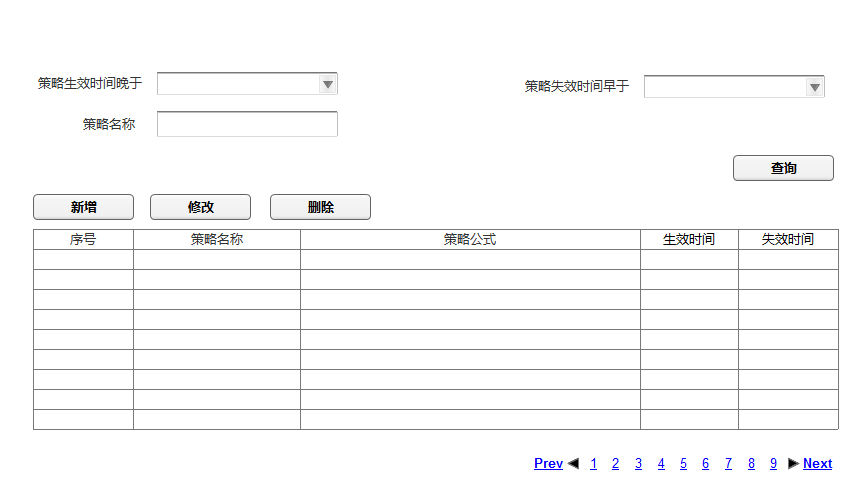 策略生效时间晚于 策略失效时间早于
策略名称
查询
新增 修改 删除
序号 策略名称 策略公式 生效时间 失效时间
Prev 1 2 3 4 5 6 7 8 9 Next